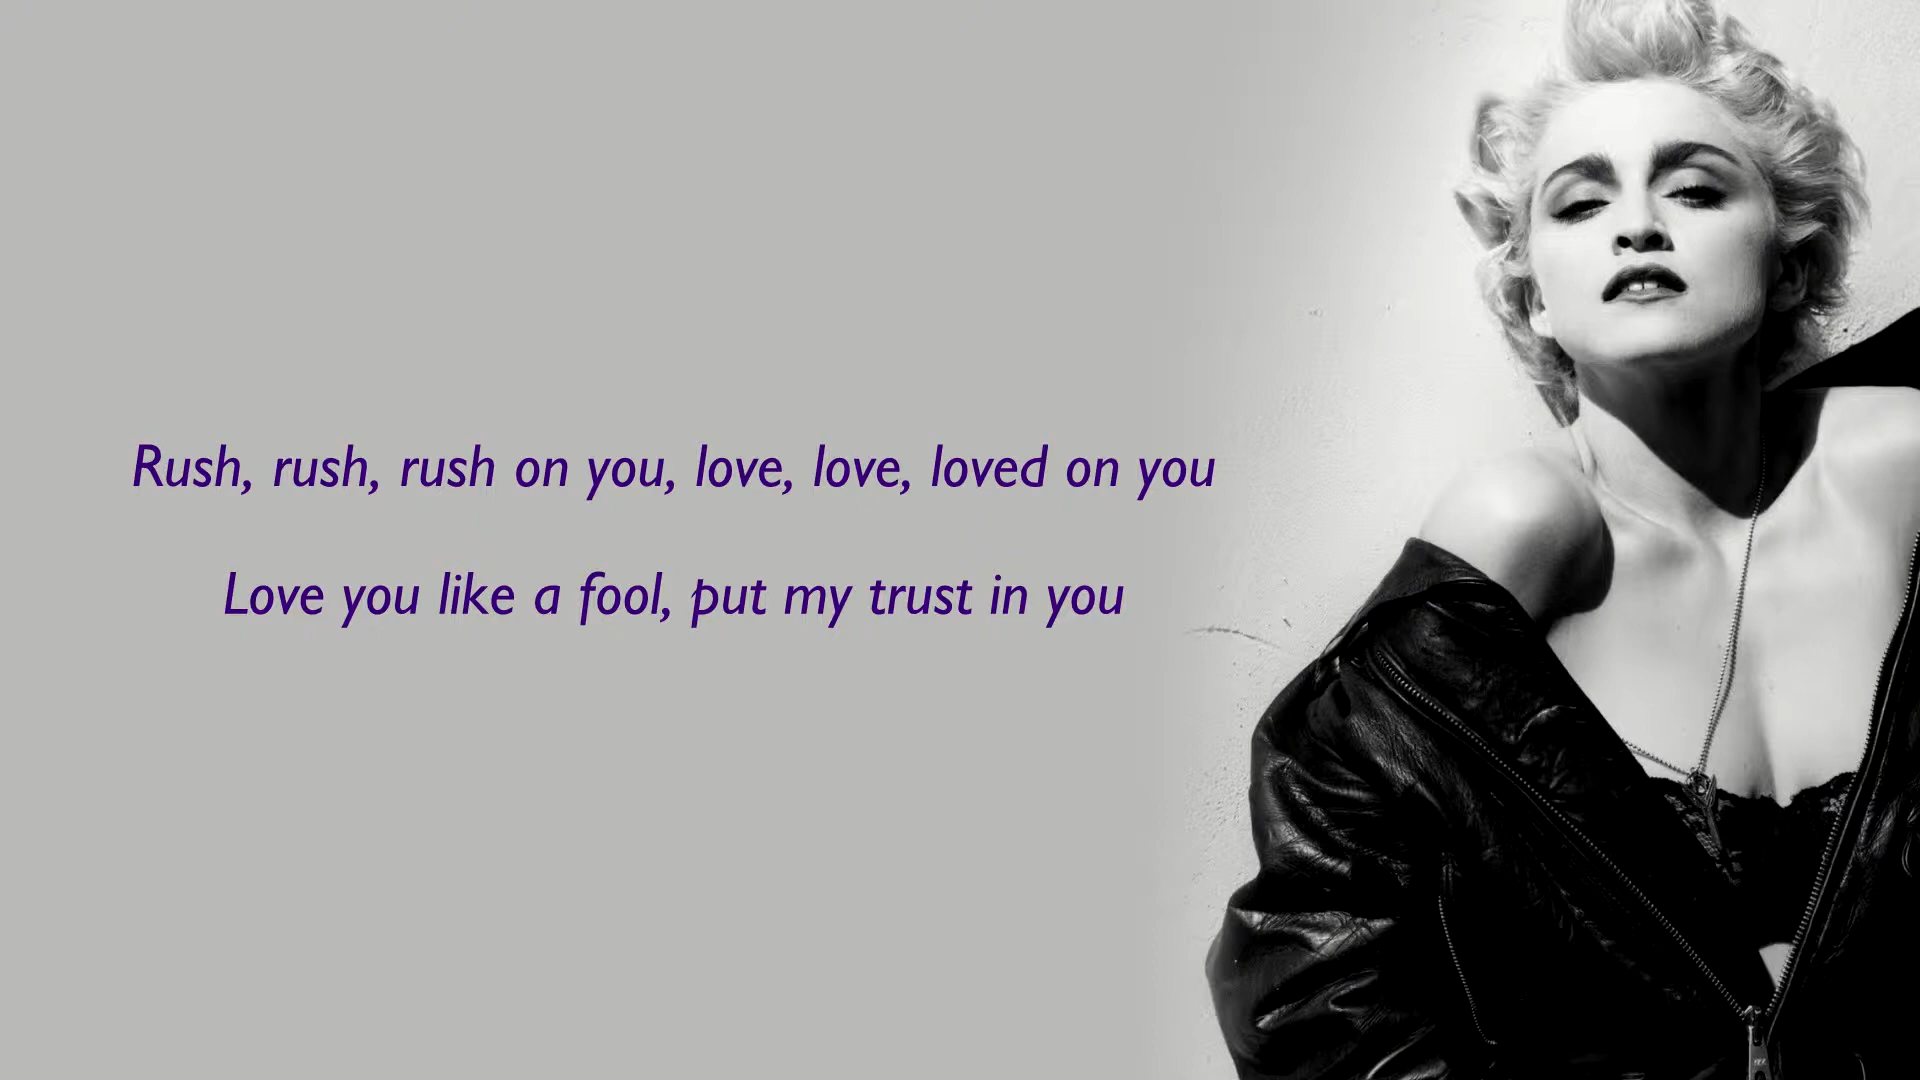 Rush, rush, rush on you, love, love, loved on you
Love you like a fool, put my trust in you